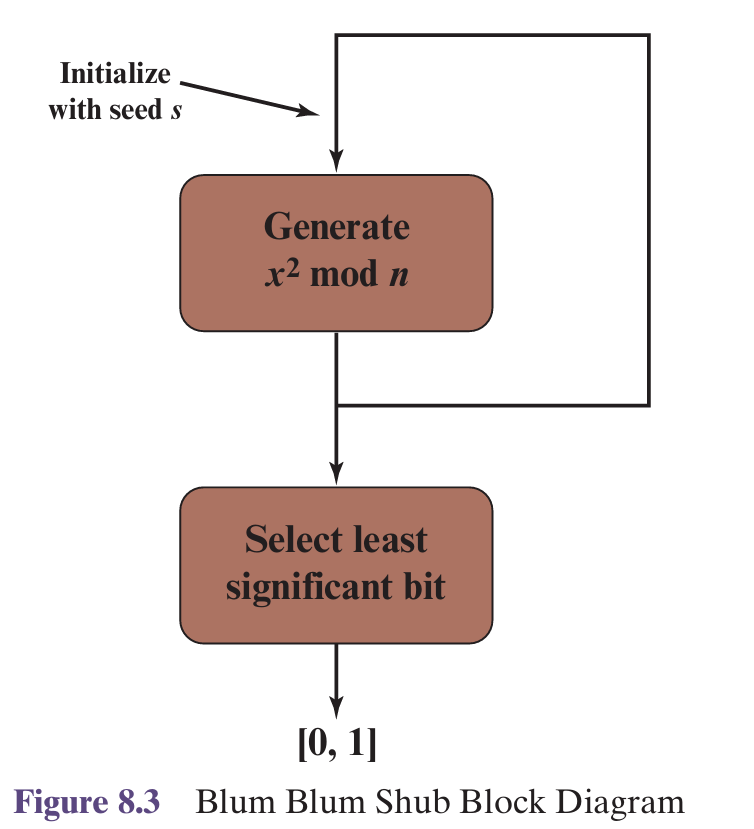 Initialize
with seed s
Generate
x² mod n
Select least
significant bit
[0, 1]
Figure 8.3 Blum Blum Shub Block Diagram